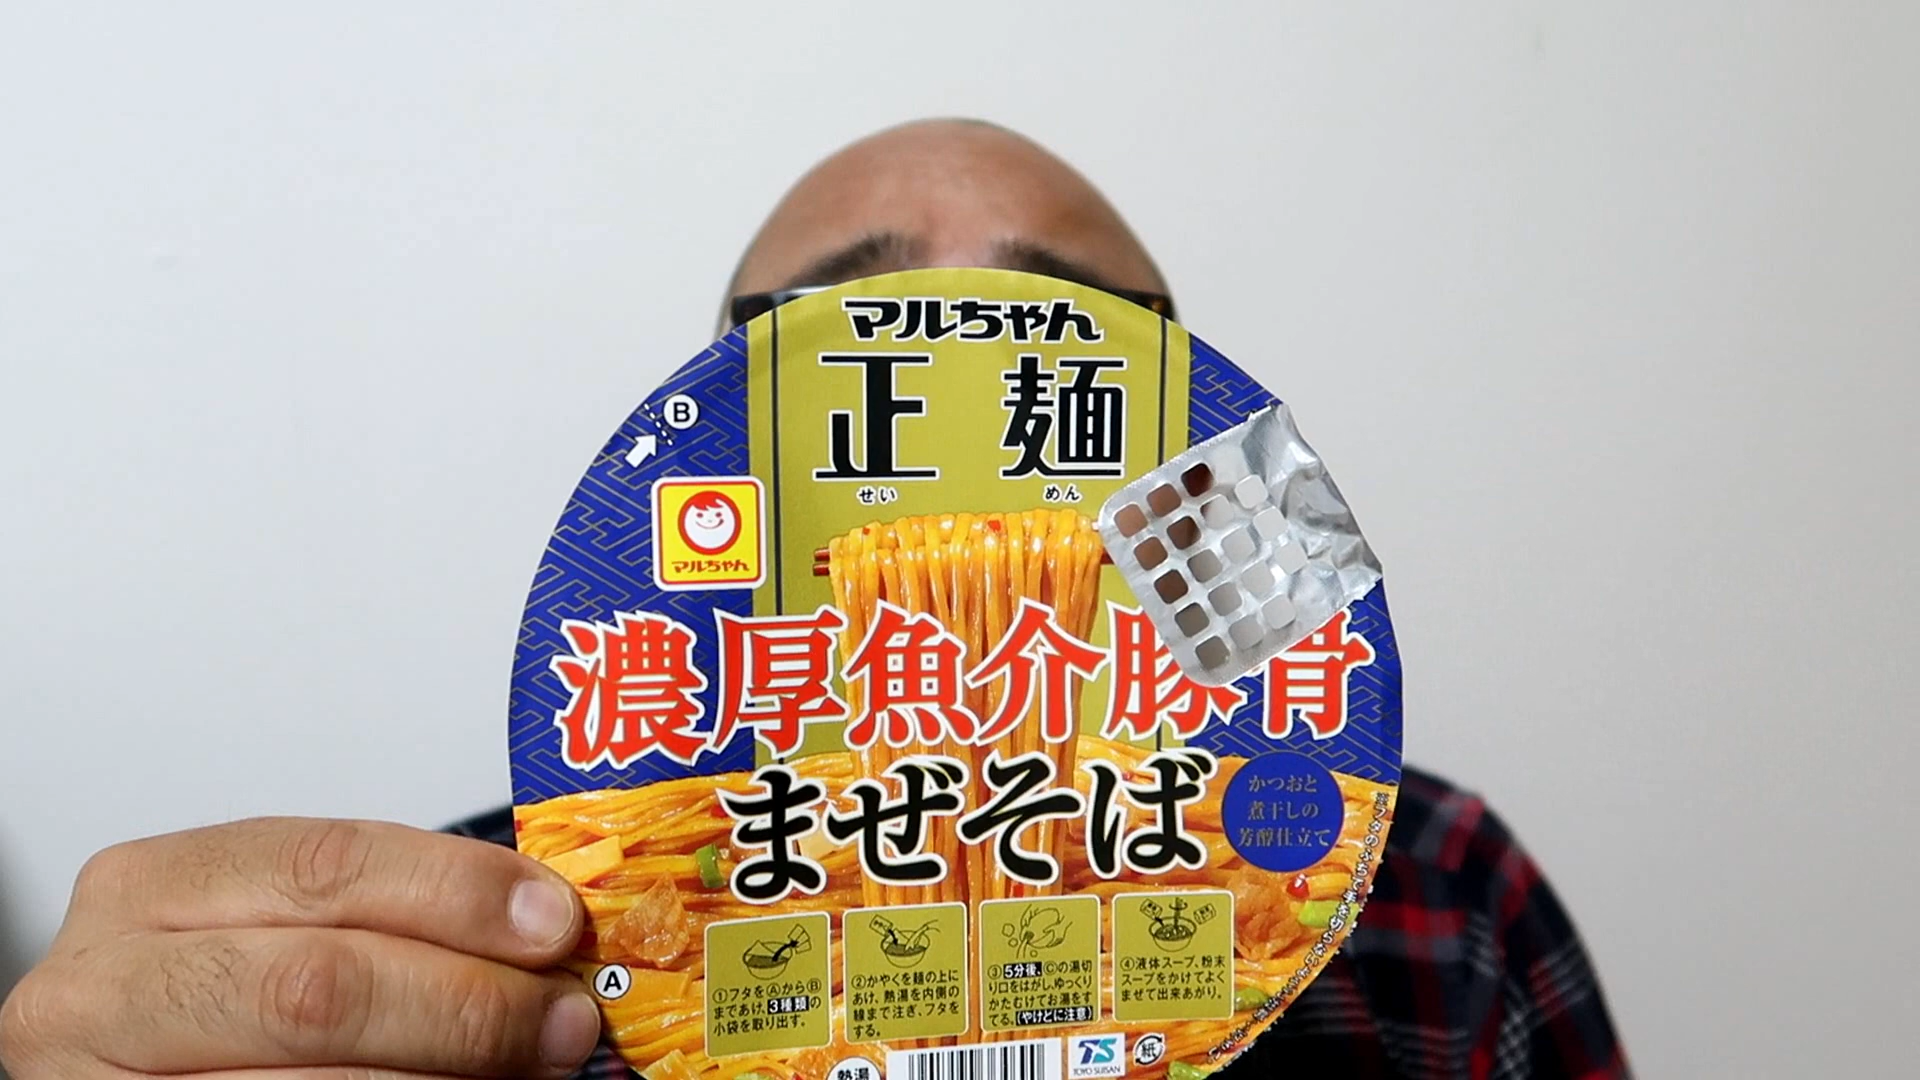 マルちゃん
正麺
せい めん
B
マルちゃん
濃厚魚介豚骨
まぜそば
かつおと
煮干しの
芳醇仕立て
A
①フタをⒶからⒷ
まであけ、3種類の
小袋を取り出す。
②かやくを麺の上に
あけ、熱湯を内側の
線まで注ぎ、フタを
する。
③5分後、Ⓒの湯切
り口をはがし、ゆっくり
かたむけてお湯をす
てる。(やけどに注意)
④液体スープ、粉末
スープをかけてよく
まぜて出来あがり。
熱湯
TS
TOYO SUISAN
紙